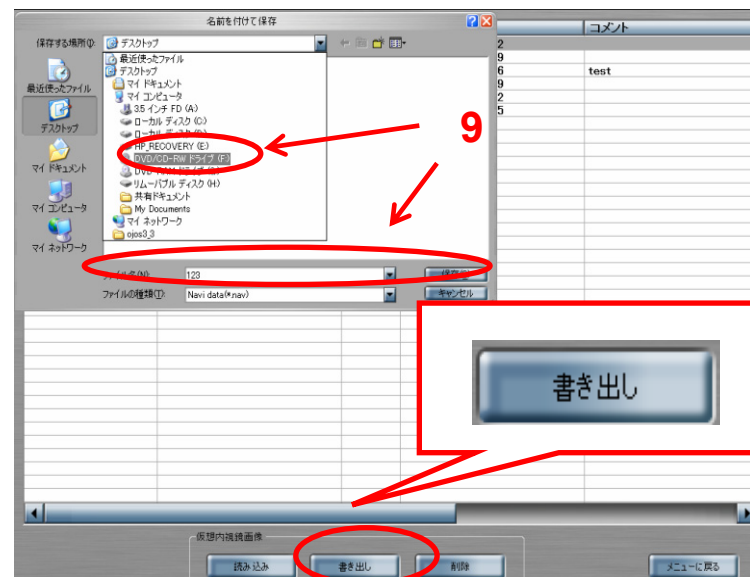 名前を付けて保存
コメント
保存する場所(I):
デスクトップ
最近使ったファイル
デスクトップ
マイ ドキュメント
マイ コンピュータ
3.5 インチ FD (A:)
ローカル ディスク (C:)
HP_RECOVERY (E:)
DVD/CD-RW ドライブ (F:)
リムーバブル ディスク (H:)
共有ドキュメント
My Documents
マイ ネットワーク
ojos3_3
最近使ったファイル
デスクトップ
マイ ドキュメント
マイ コンピュータ
マイ ネットワーク
2
9
6
test
9
2
5
9
123
保存(S)
ファイルの種類(T):
Navi data(*.nav)
キャンセル
書き出し
仮想内視鏡画像
読み込み
書き出し
削除
メニューに戻る